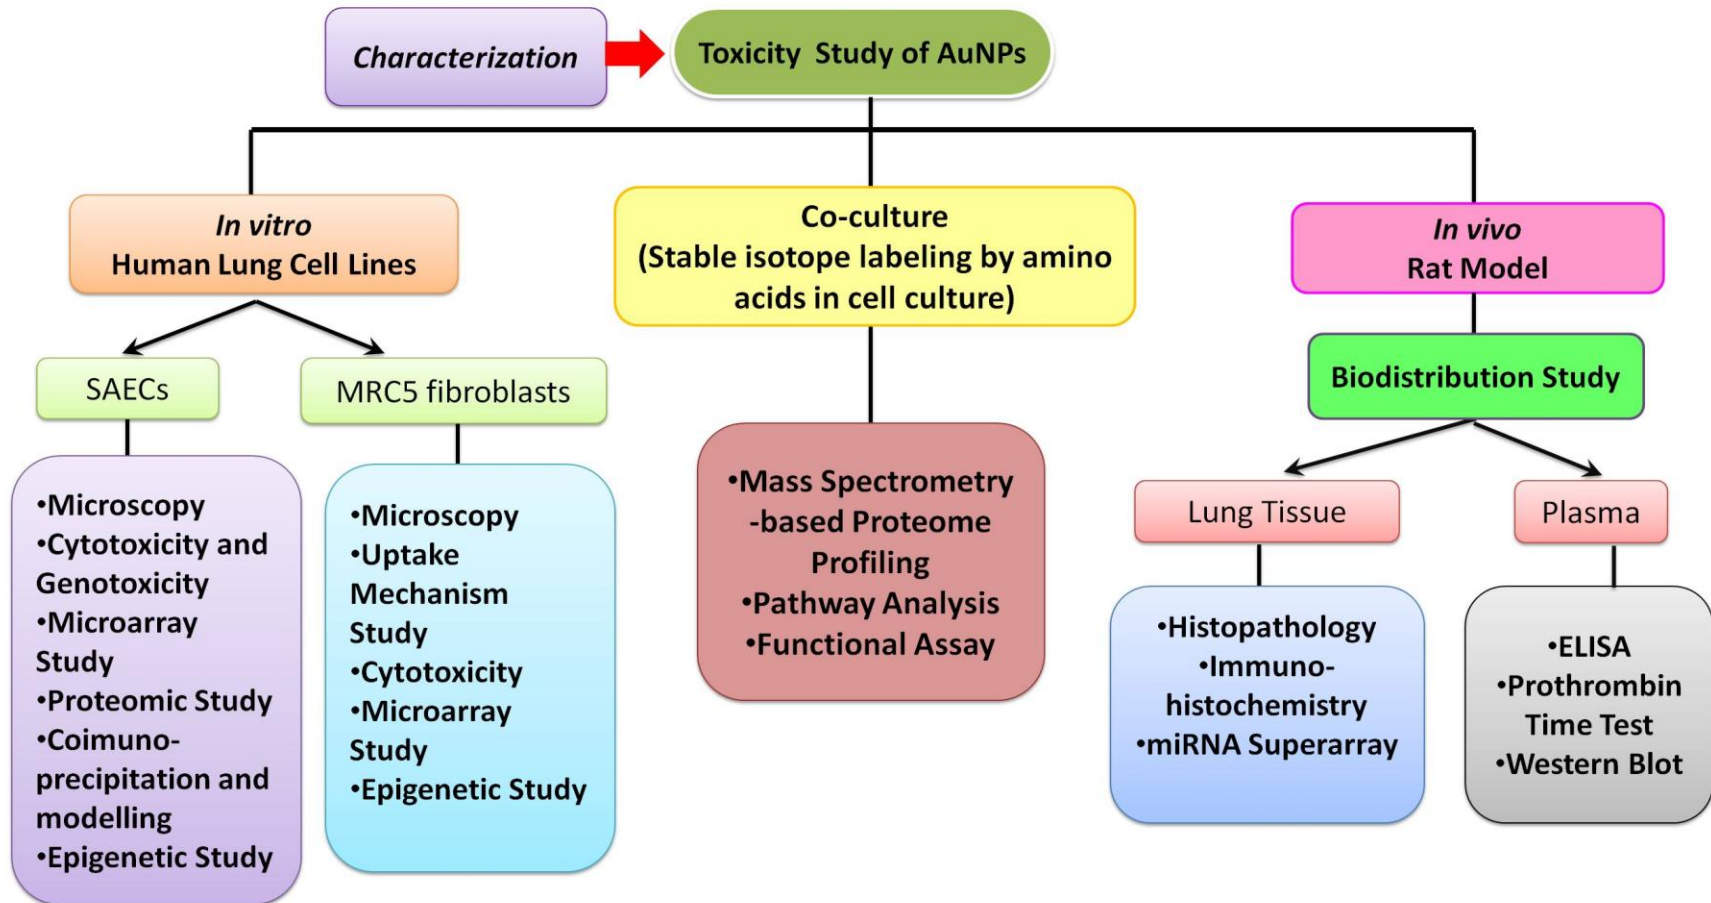 Characterization
Toxicity  Study of AuNPs
In vitro
Human Lung Cell Lines
Co-culture
(Stable isotope labeling by amino
acids in cell culture)
In vivo
Rat Model
SAECs
MRC5 fibroblasts
Biodistribution Study
•Microscopy
•Cytotoxicity and
Genotoxicity
•Microarray
Study
•Proteomic Study
•Coimuno-
precipitation and
modelling
•Epigenetic Study
•Microscopy
•Uptake
Mechanism
Study
•Cytotoxicity
•Microarray
Study
•Epigenetic Study
•Mass Spectrometry
-based Proteome
Profiling
•Pathway Analysis
•Functional Assay
Lung Tissue
Plasma
•Histopathology
•Immuno-
histochemistry
•miRNA Superarray
•ELISA
•Prothrombin
Time Test
•Western Blot